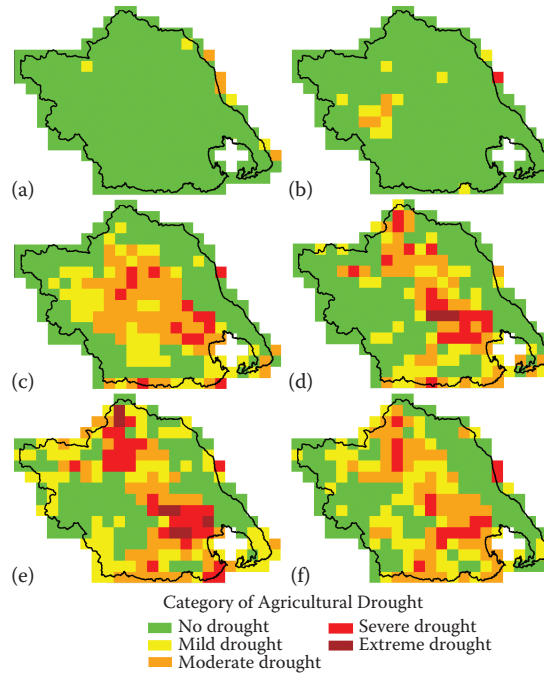 (a)
(b)
(c)
(d)
(e)
(f)
Category of Agricultural Drought
No drought
Severe drought
Mild drought
Extreme drought
Moderate drought